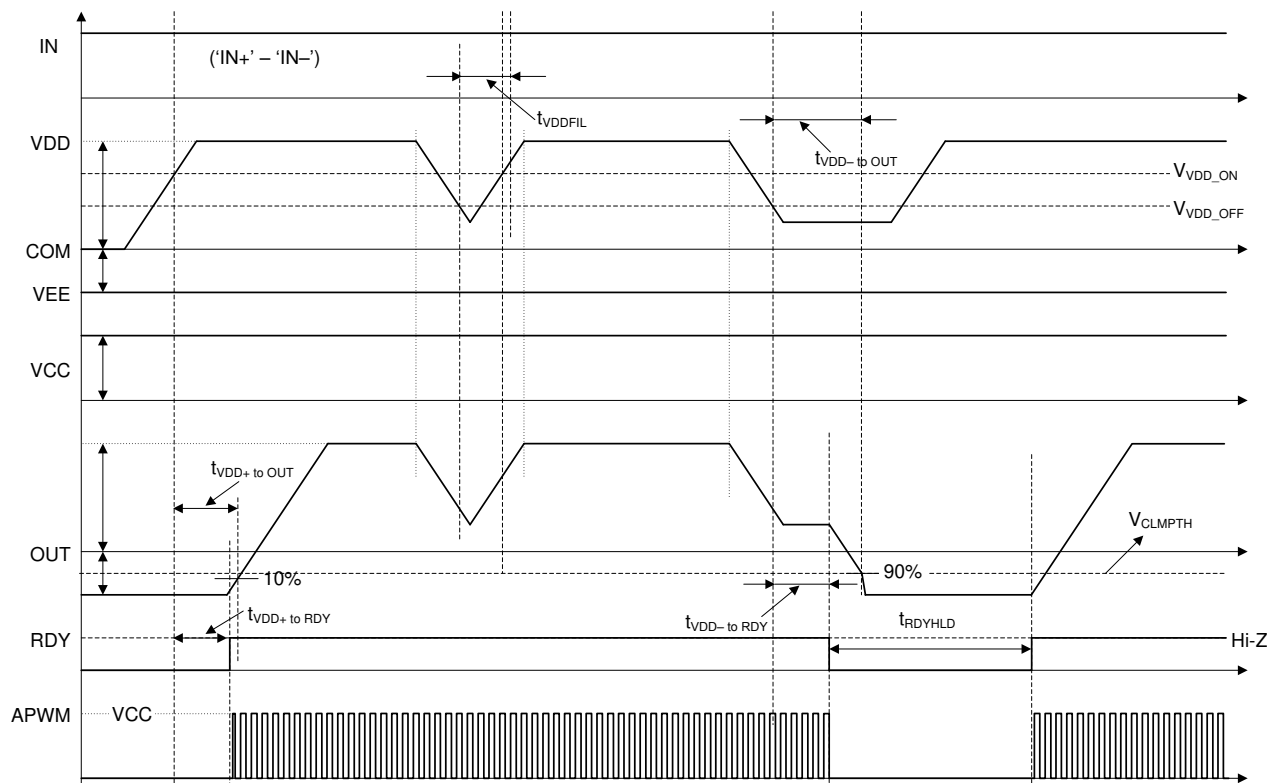 IN
('IN+' – 'IN–')
tVDDFIL
VDD
tVDD– to OUT
VVDD_ON
VVDD_OFF
COM
VEE
VCC
tVDD+ to OUT
VCLMPTH
OUT
10%
90%
tVDD+ to RDY
tVDD– to RDY
tRDYHLD
RDY
Hi-Z
APWM
VCC